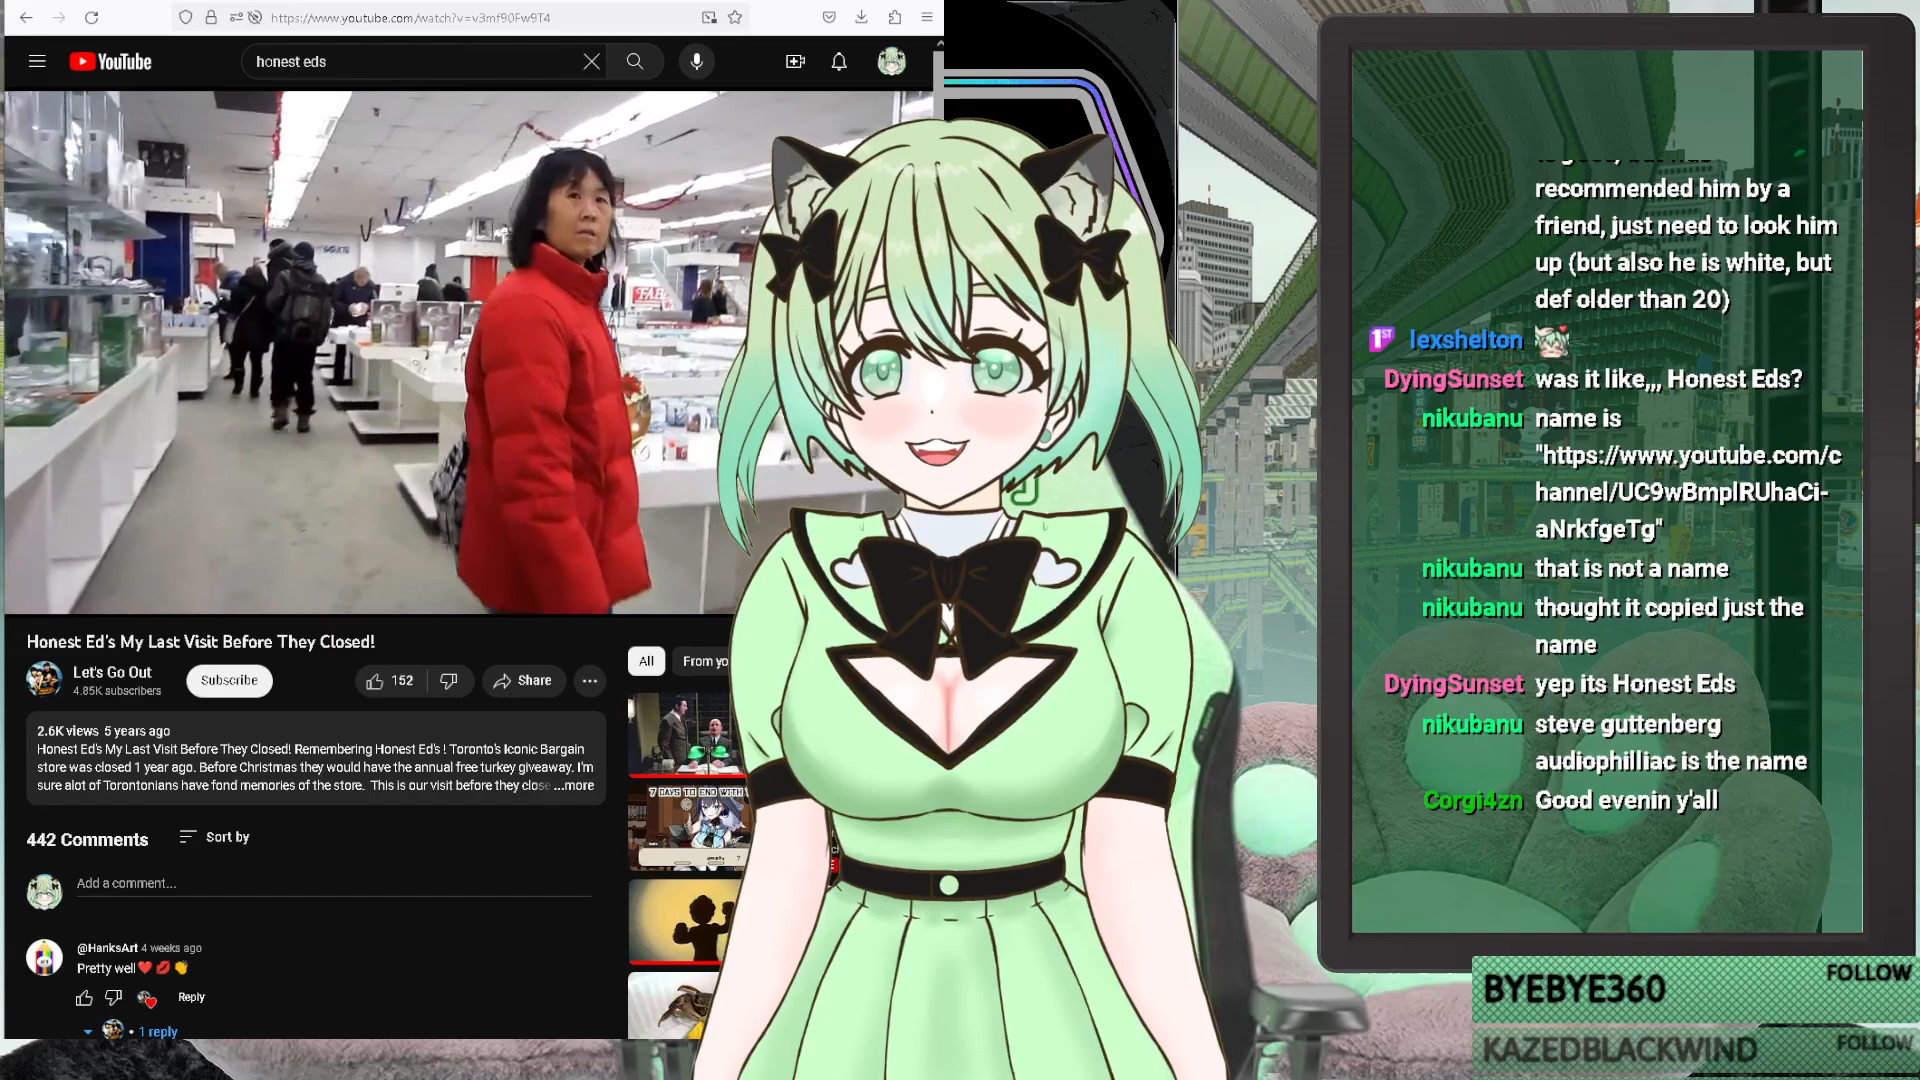 https://www.youtube.com/watch?v=v3mf90Fw9T4
YouTube
honest eds
Honest Ed's My Last Visit Before They Closed!
Let's Go Out
4.85K subscribers
Subscribe
152
Share
All
From yo
2.6K views 5 years ago
Honest Ed's My Last Visit Before They Closed! Remembering Honest Ed's ! Toronto's Iconic Bargain
store was closed 1 year ago. Before Christmas they would have the annual free turkey giveaway. I'm
sure alot of Torontonians have fond memories of the store. This is our visit before they close ...more
7 DAYS TO END WITH
442 Comments
Sort by
Add a comment...
@HanksArt 4 weeks ago
Pretty well❤️ 💋 👏
Reply
• 1 reply
recommended him by a
friend, just need to look him
up (but also he is white, but
def older than 20)
1ST lexshelton
DyingSunset was it like,,, Honest Eds?
nikubanu name is
"https://www.youtube.com/c
hannel/UC9wBmplRUhaCi-
aNrkfgeTg"
nikubanu that is not a name
nikubanu thought it copied just the
name
DyingSunset yep its Honest Eds
nikubanu steve guttenberg
audiophilliac is the name
Corgi4zn Good evenin y'all
BYEBYE360 FOLLOW
KAZEDBLACKWIND FOLLOW